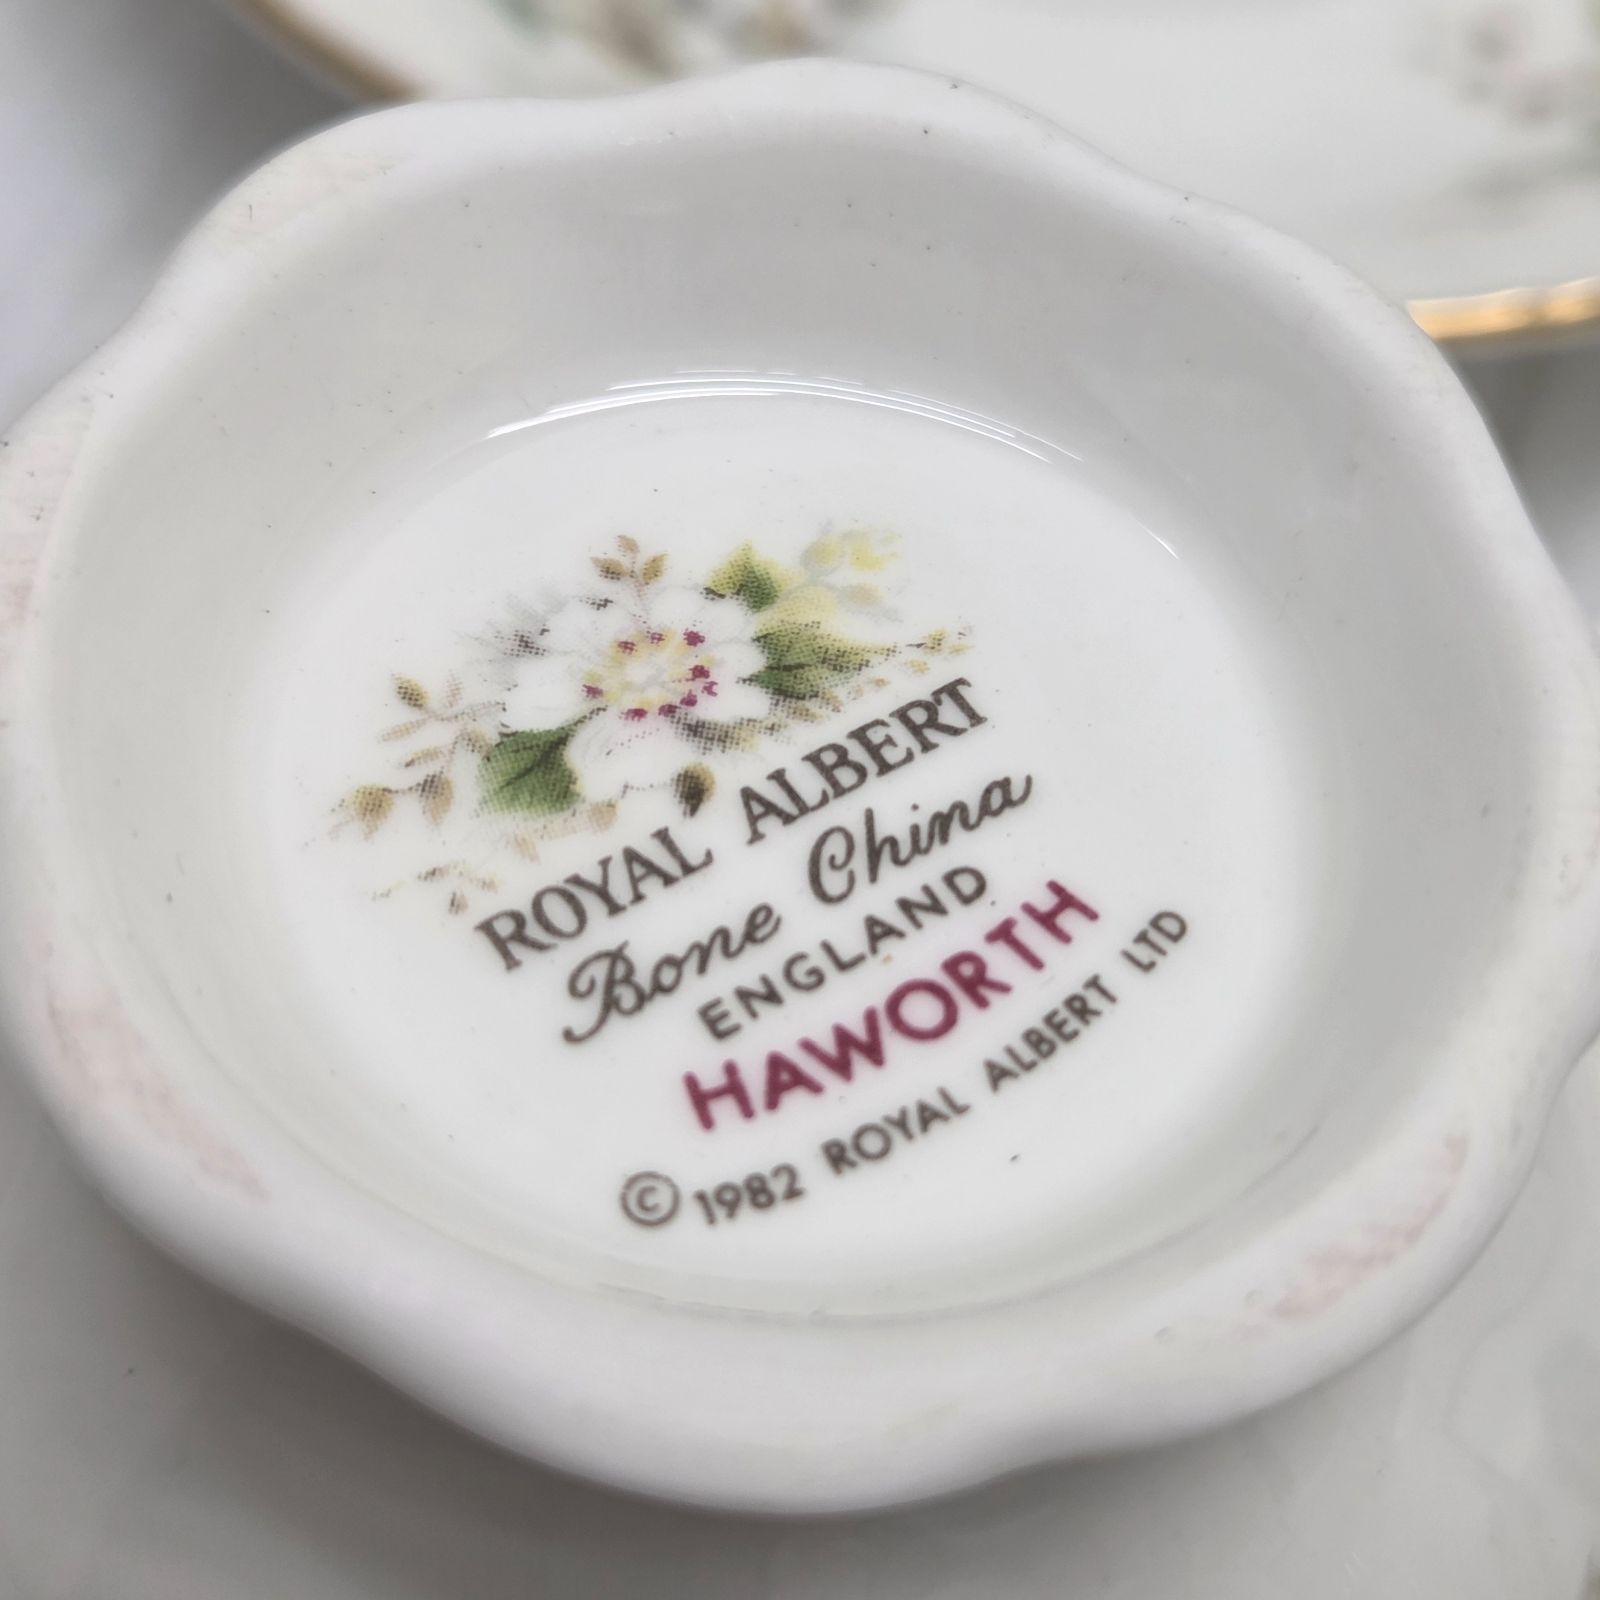 ROYAL ALBERT
Bone China
ENGLAND
HAWORTH
© 1982 ROYAL ALBERT LTD